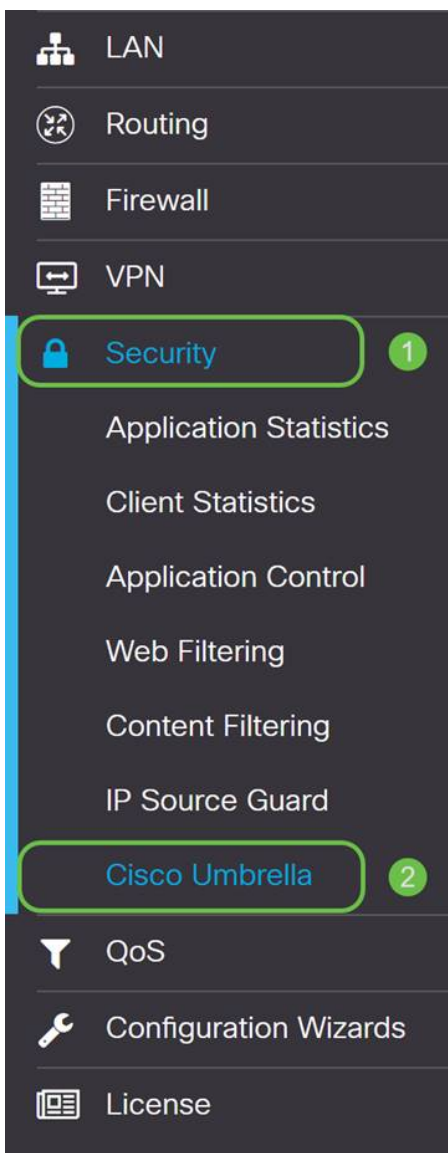 LAN
Routing
Firewall
VPN
Security 1
Application Statistics
Client Statistics
Application Control
Web Filtering
Content Filtering
IP Source Guard
Cisco Umbrella 2
QoS
Configuration Wizards
License